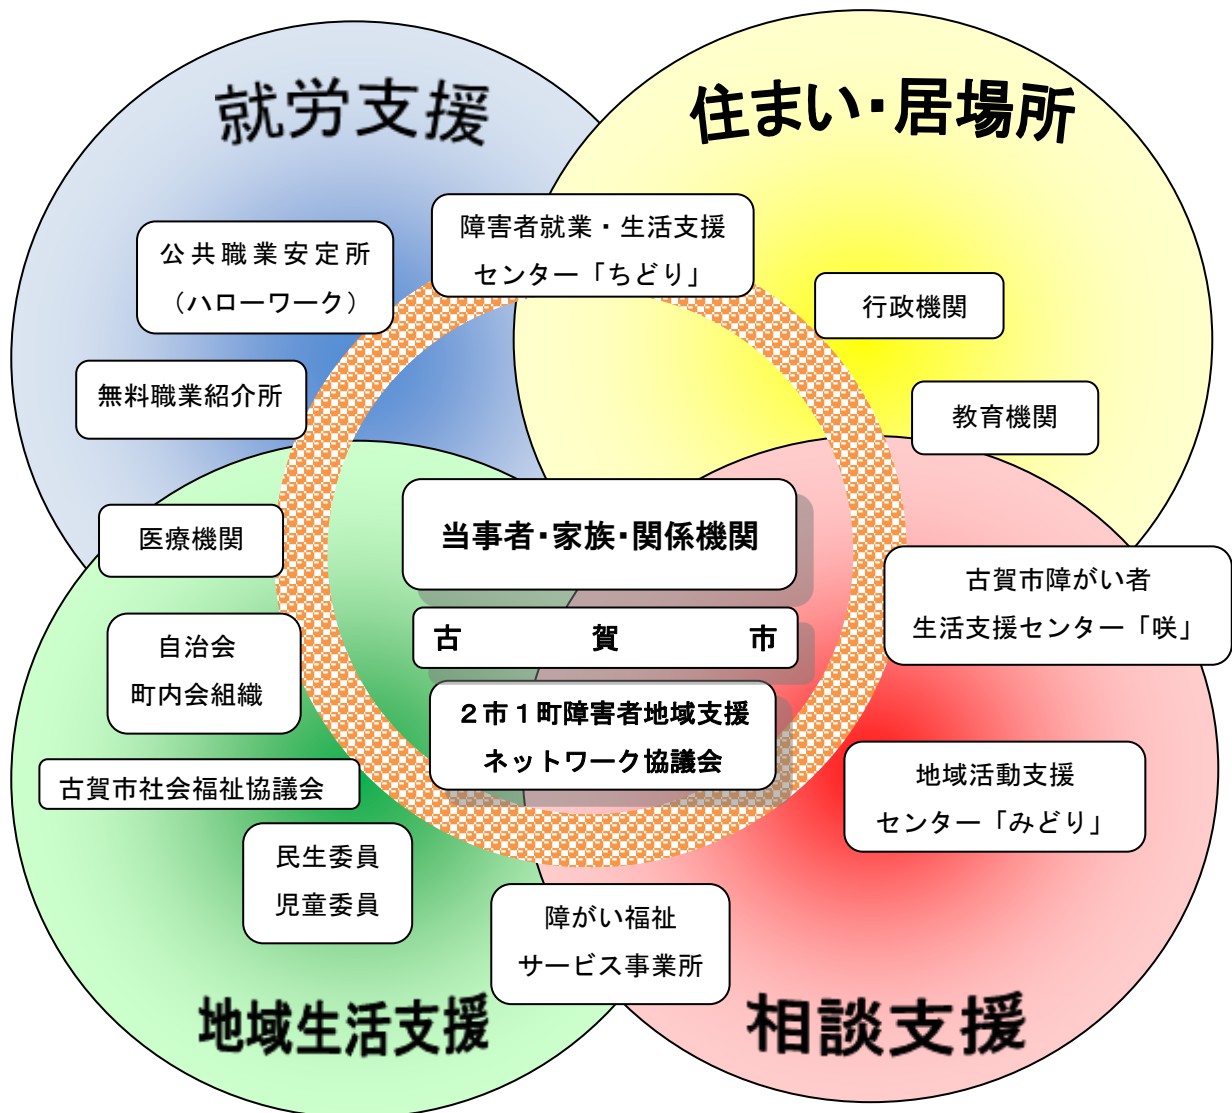 就労支援
住まい・居場所
障害者就業・生活支援
センター「ちどり」
公共職業安定所
（ハローワーク）
行政機関
無料職業紹介所
教育機関
医療機関
当事者・家族・関係機関
古賀市障がい者
生活支援センター「咲」
古賀市
自治会
町内会組織
２市１町障害者地域支援
ネットワーク協議会
古賀市社会福祉協議会
地域活動支援
センター「みどり」
民生委員
児童委員
障がい福祉
サービス事業所
地域生活支援
相談支援